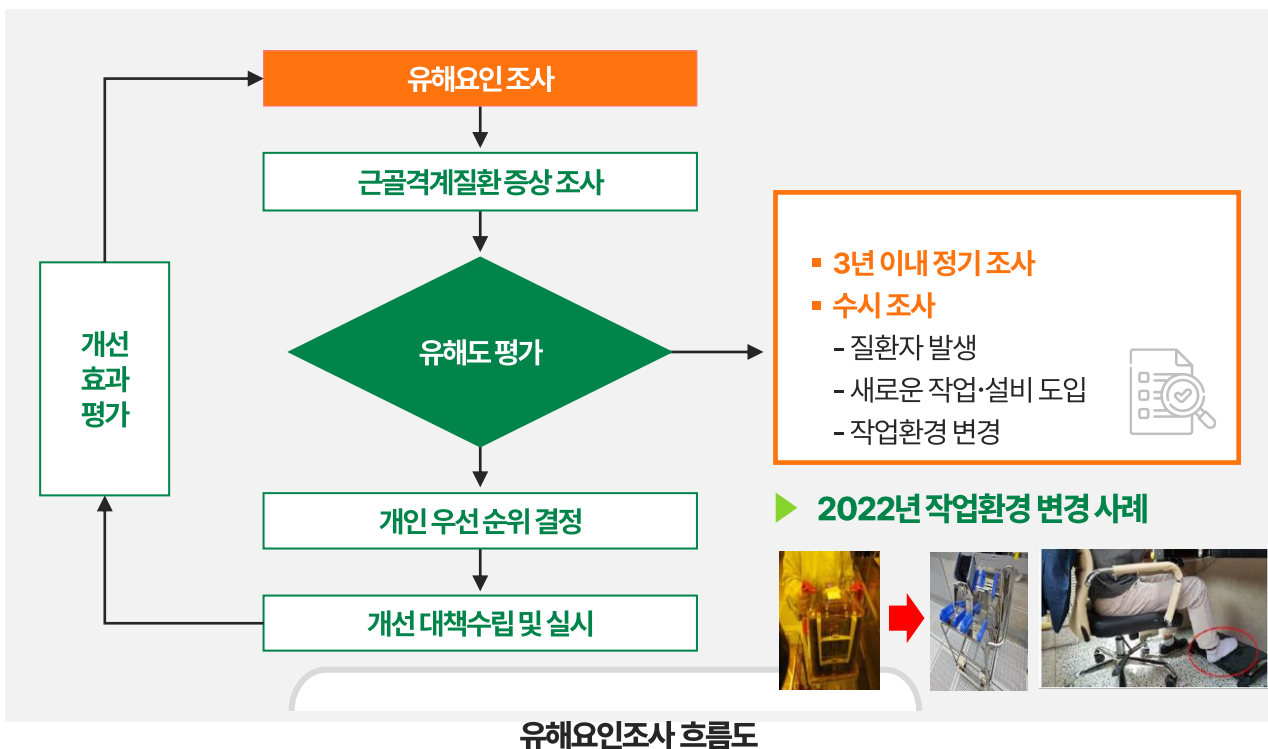 유해요인 조사
근골격계질환 증상 조사
유해도 평가
개인 우선 순위 결정
개선 대책수립 및 실시
개선
효과
평가
▪ 3년 이내 정기 조사
▪ 수시 조사
- 질환자 발생
- 새로운 작업·설비 도입
- 작업환경 변경
2022년 작업환경 변경 사례
유해요인조사 흐름도